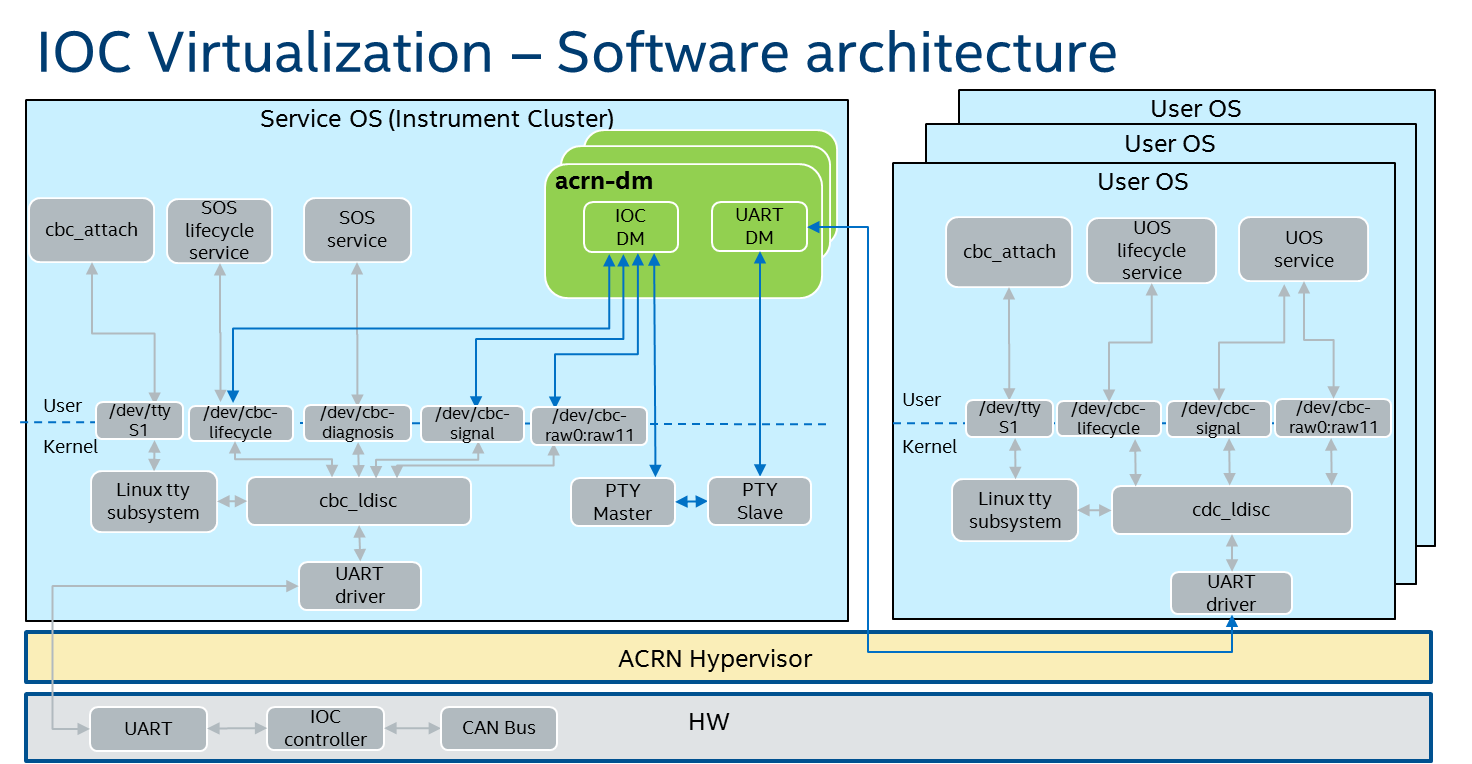 IOC Virtualization – Software architecture
Service OS (Instrument Cluster)
acrn-dm
IOC
DM
UART
DM
cbc_attach
SOS
lifecycle
service
SOS
service
User
Kernel
/dev/tty
S1
/dev/cbc-
lifecycle
/dev/cbc-
diagnosis
/dev/cbc-
signal
/dev/cbc-
raw0:raw11
Linux tty
subsystem
cbc_ldisc
PTY
Master
PTY
Slave
UART
driver
User OS
User OS
User OS
cbc_attach
UOS
lifecycle
service
UOS
service
User
Kernel
/dev/tty
S1
/dev/cbc-
lifecycle
/dev/cbc-
signal
/dev/cbc-
raw0:raw11
Linux tty
subsystem
cdc_ldisc
UART
driver
ACRN Hypervisor
HW
UART
IOC
controller
CAN Bus